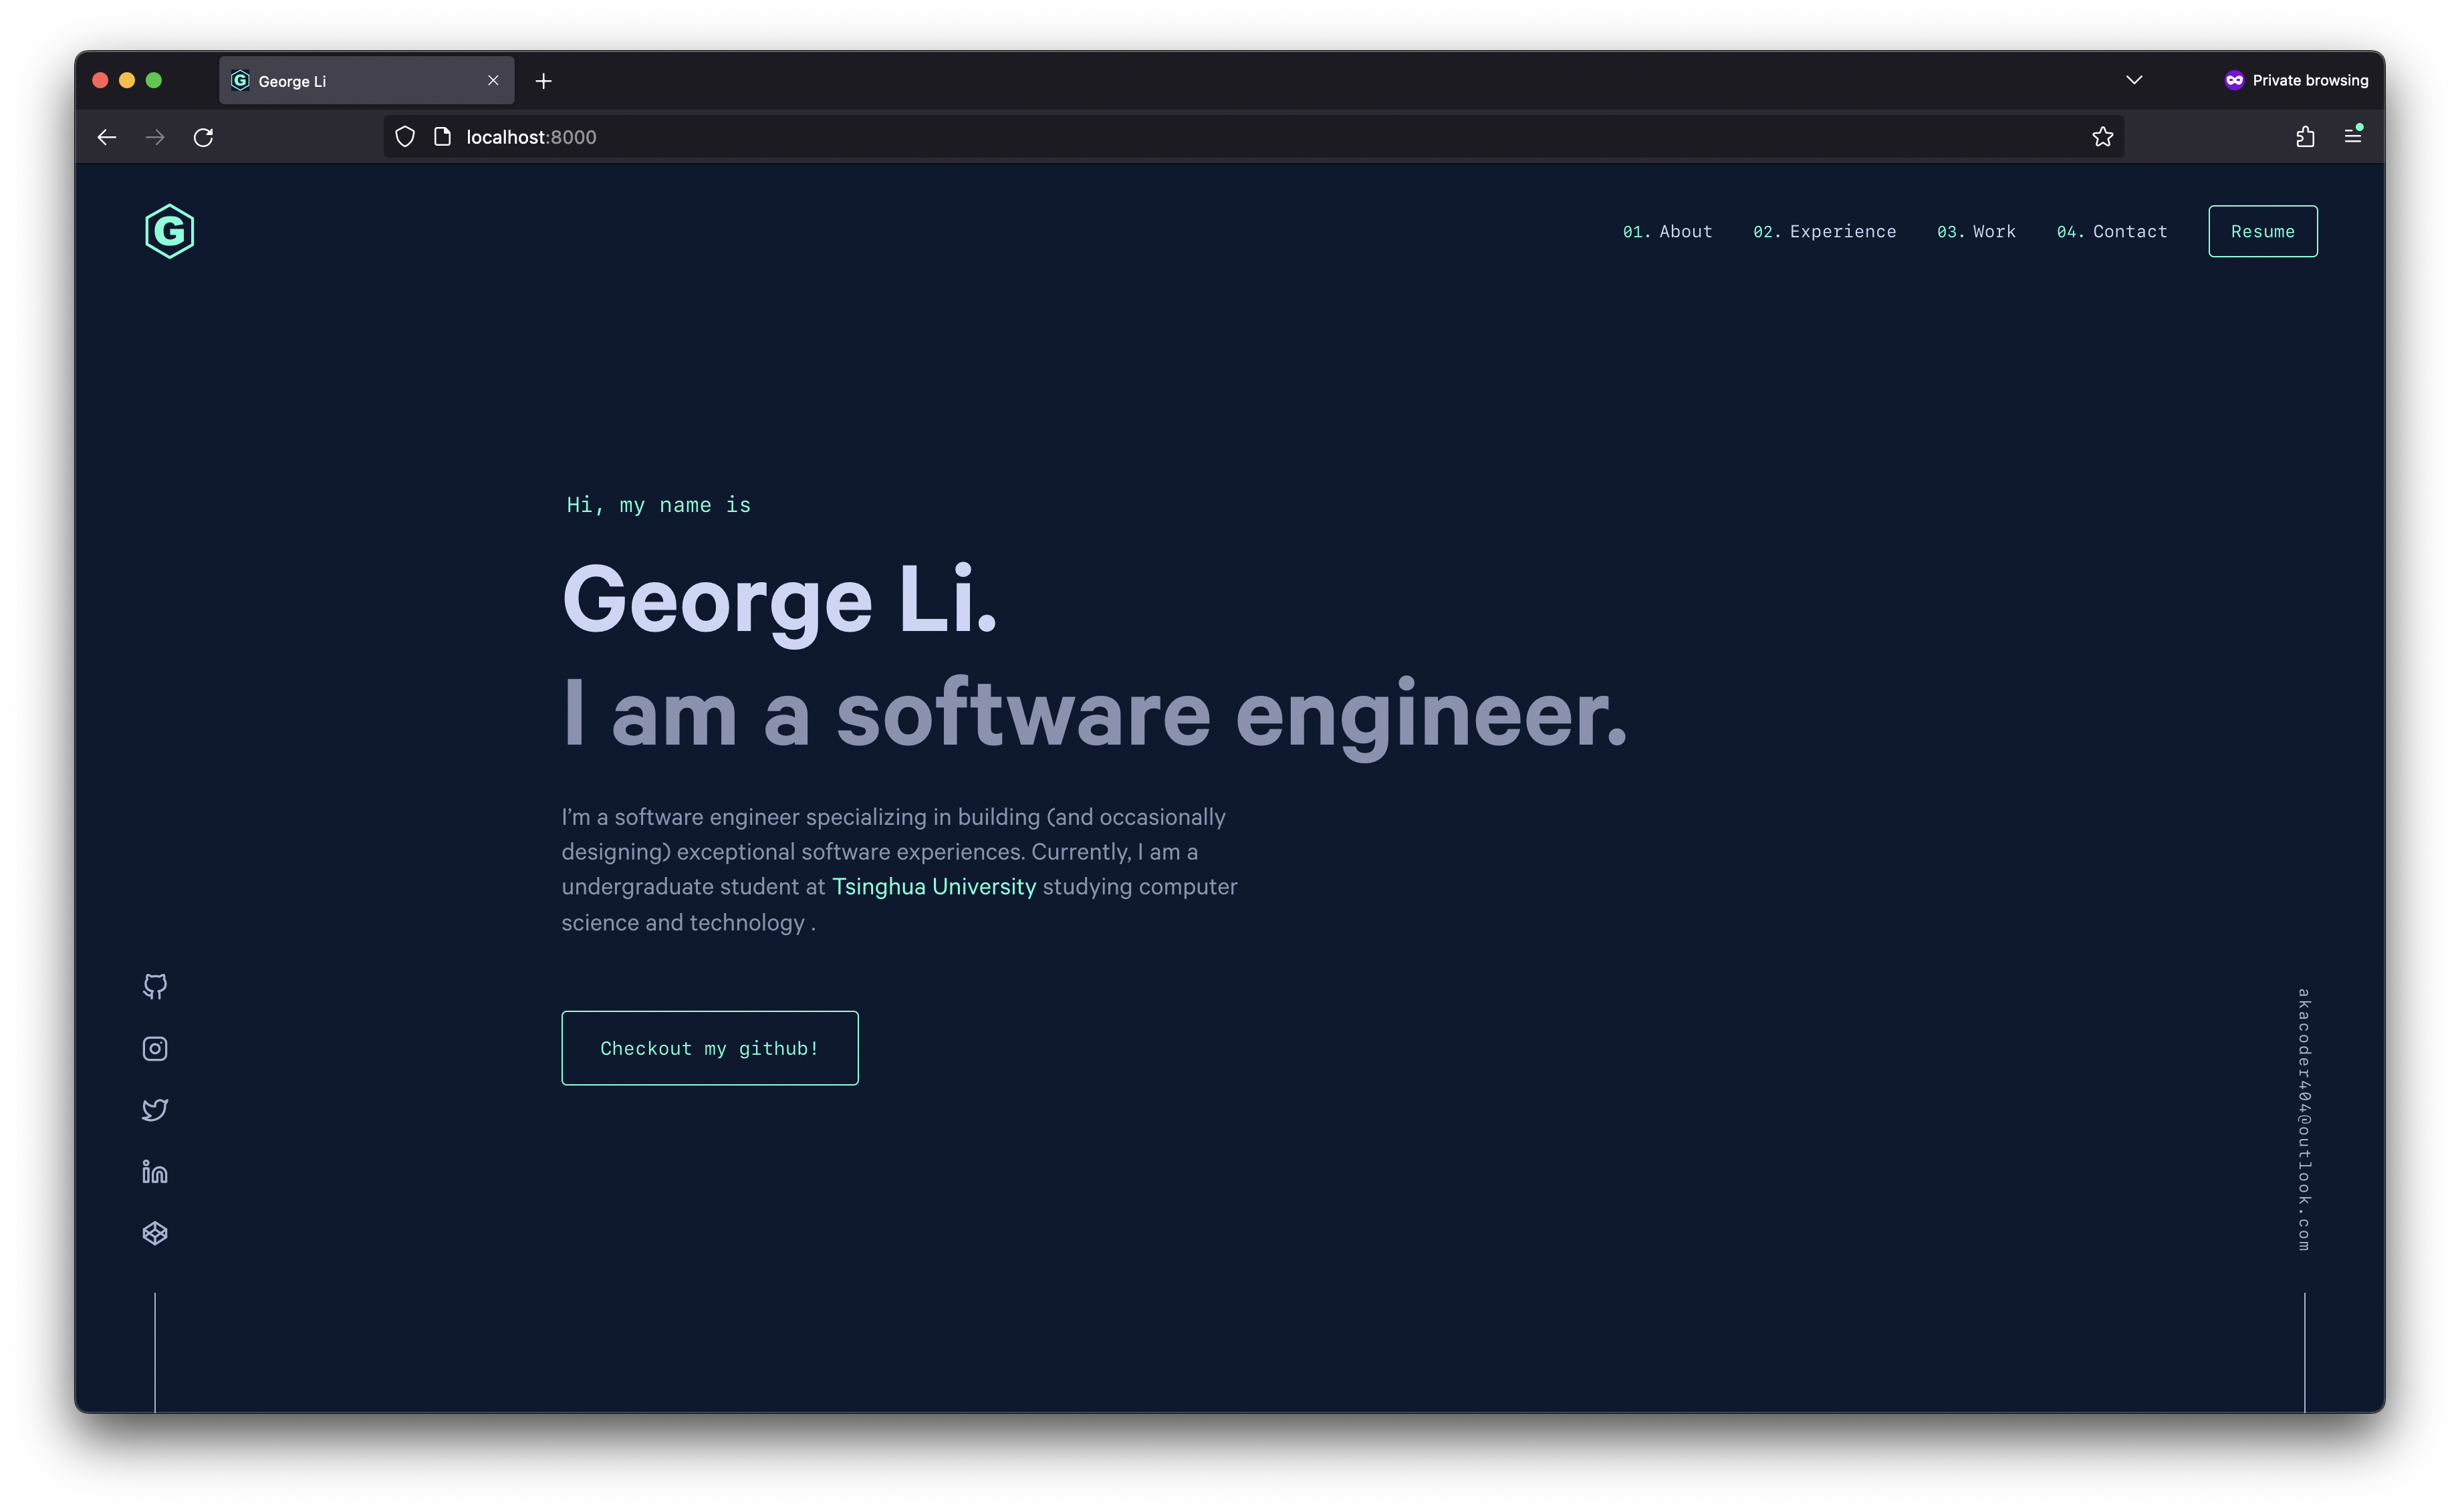 George Li
Private browsing
localhost:8000
G
01. About 02. Experience 03. Work 04. Contact Resume
Hi, my name is
George Li.
I am a software engineer.
I’m a software engineer specializing in building (and occasionally
designing) exceptional software experiences. Currently, I am a
undergraduate student at Tsinghua University studying computer
science and technology .
Checkout my github!
akacoder404@outlook.com